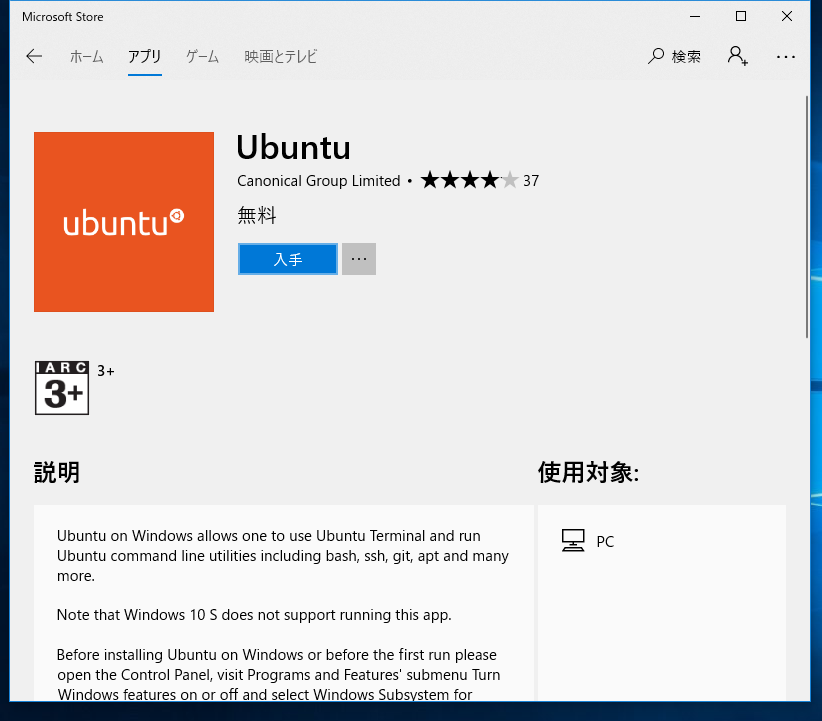 Microsoft Store
ホーム アプリ ゲーム 映画とテレビ 検索
ubuntu
Ubuntu
Canonical Group Limited • 37
無料
入手 ...
IARC
3+
3+
説明
使用対象:
Ubuntu on Windows allows one to use Ubuntu Terminal and run
Ubuntu command line utilities including bash, ssh, git, apt and many
more.
Note that Windows 10 S does not support running this app.
Before installing Ubuntu on Windows or before the first run please
open the Control Panel, visit Programs and Features' submenu Turn
Windows features on or off and select Windows Subsystem for
PC